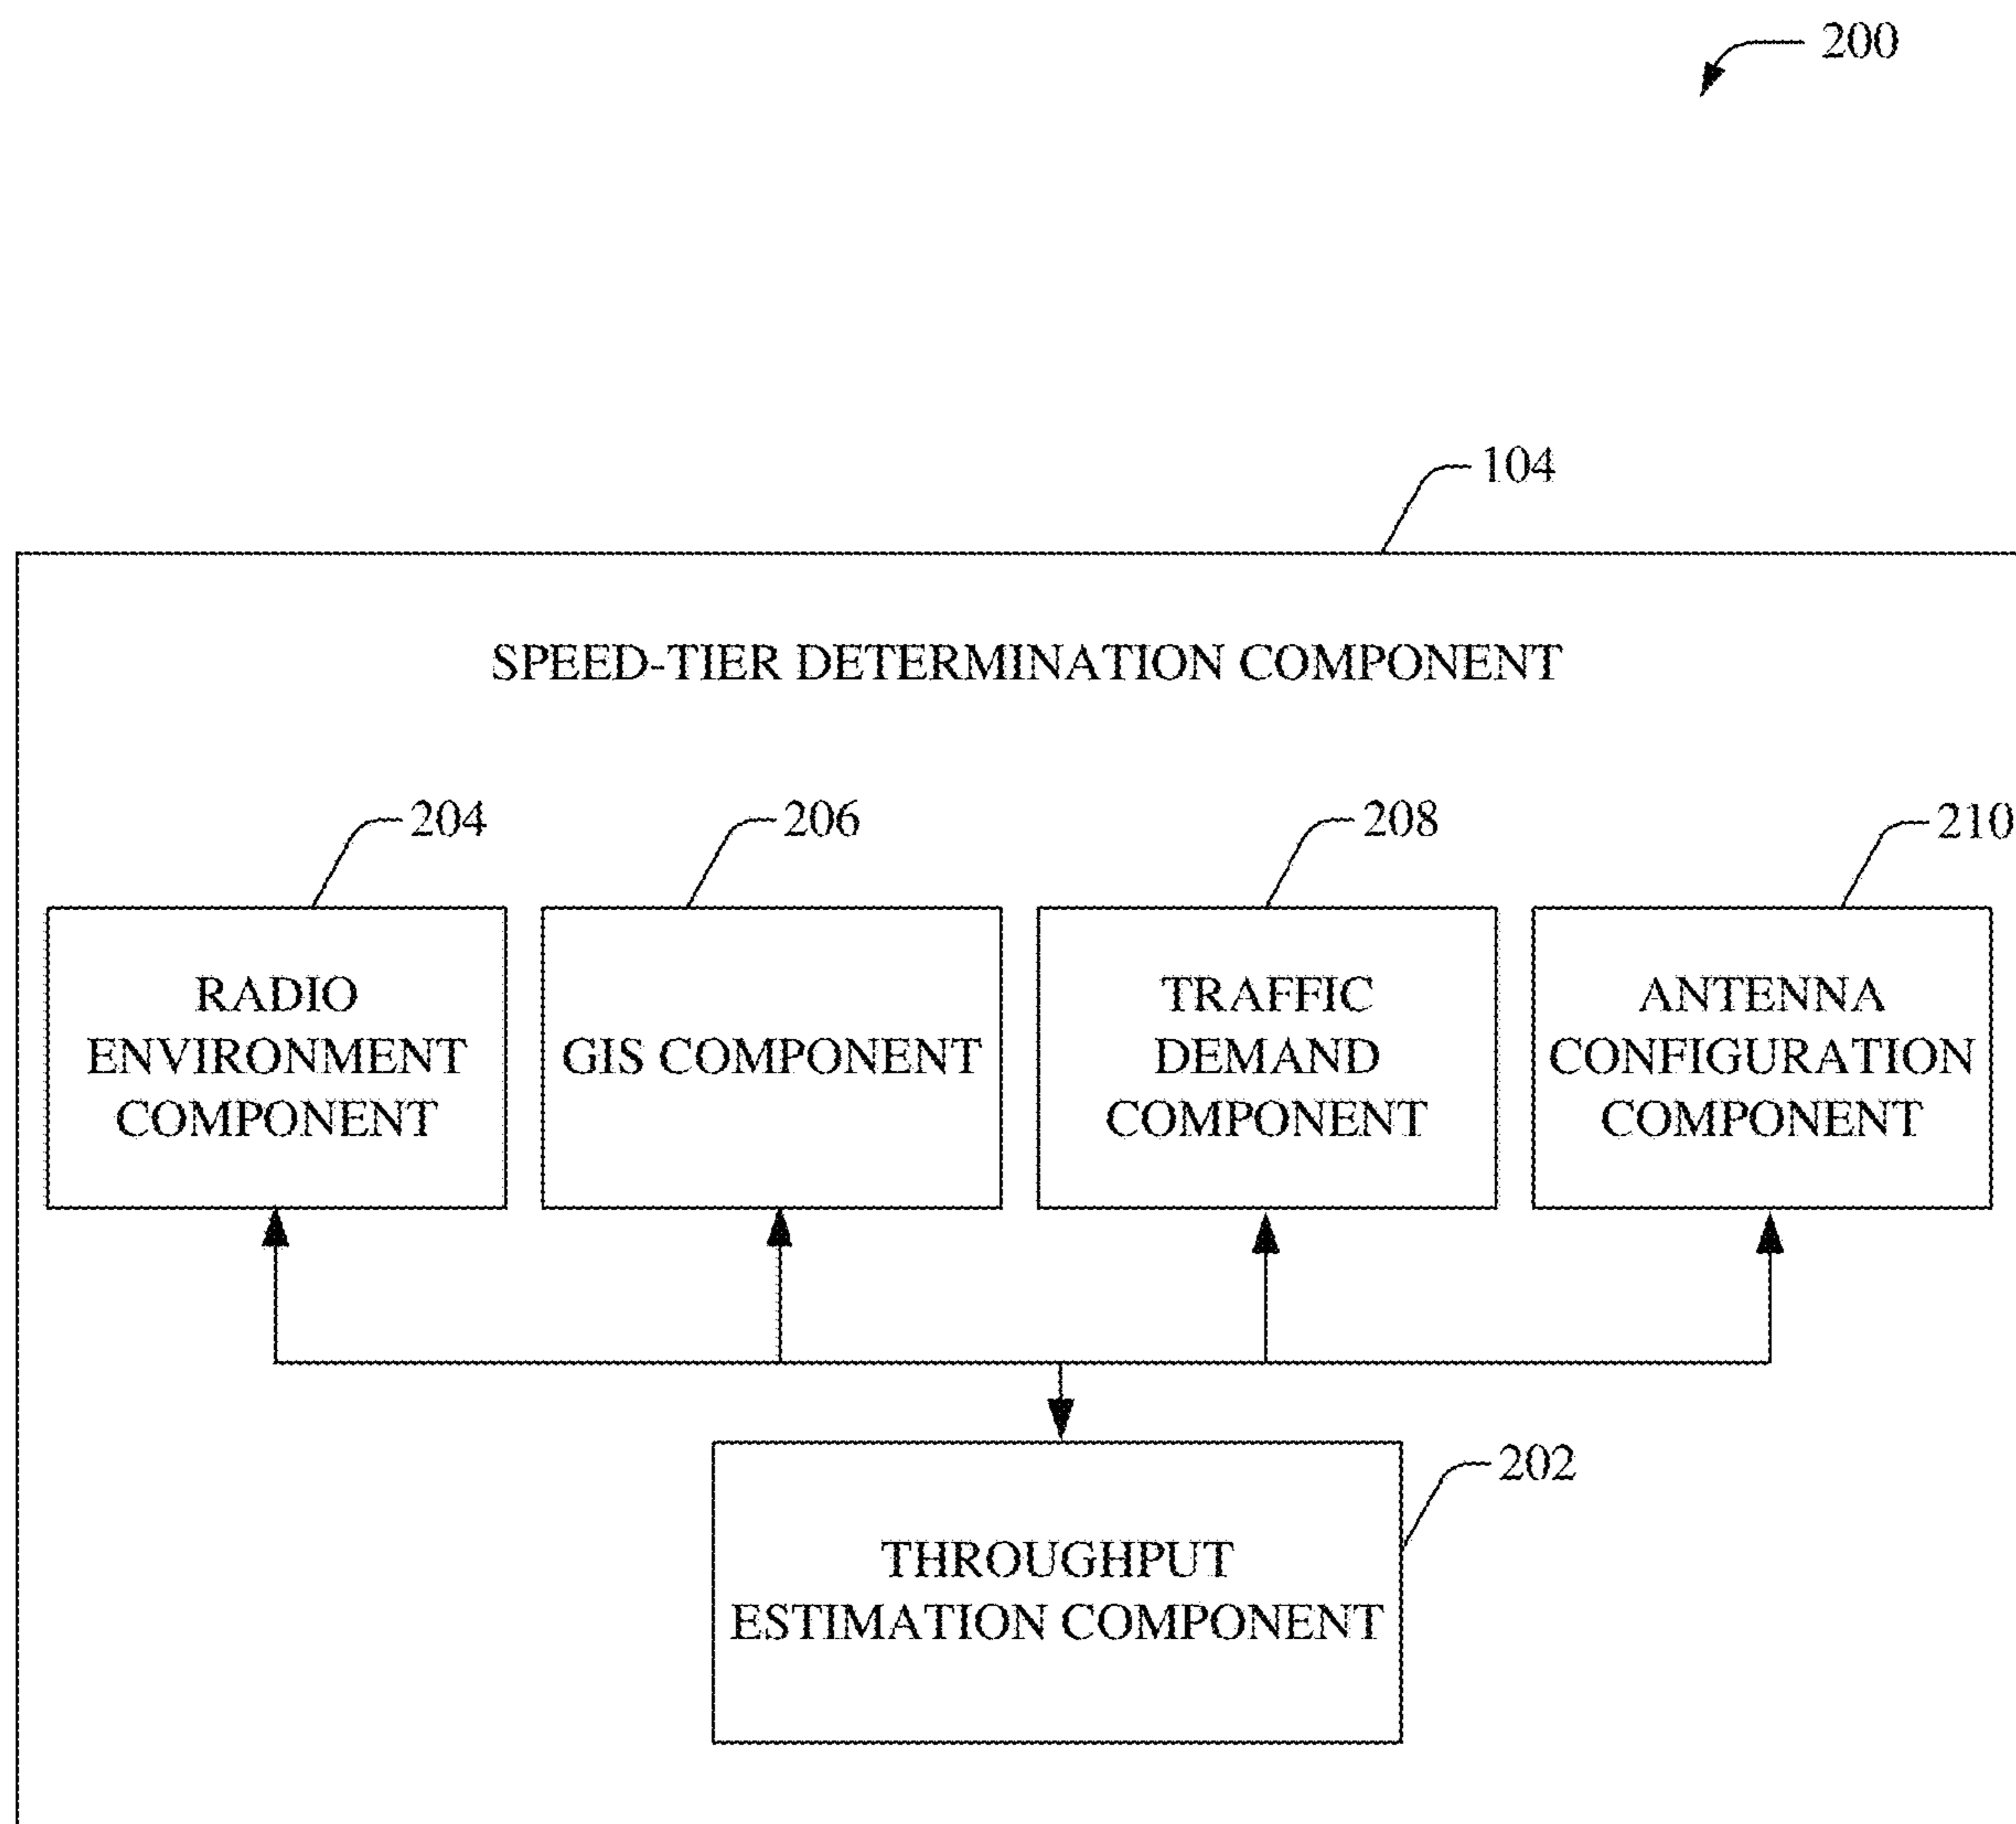 200
104
SPEED-TIER DETERMINATION COMPONENT
204
206
208
210
RADIO
ENVIRONMENT
COMPONENT
GIS COMPONENT
TRAFFIC
DEMAND
COMPONENT
ANTENNA
CONFIGURATION
COMPONENT
202
THROUGHPUT
ESTIMATION COMPONENT